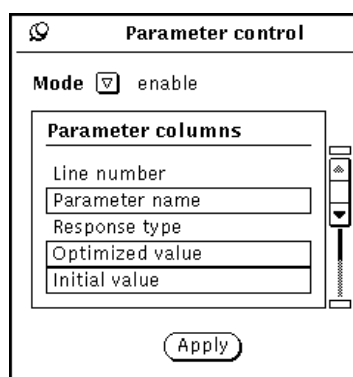 Parameter control
Mode enable
Parameter columns
Line number
Parameter name
Response type
Optimized value
Initial value
Apply